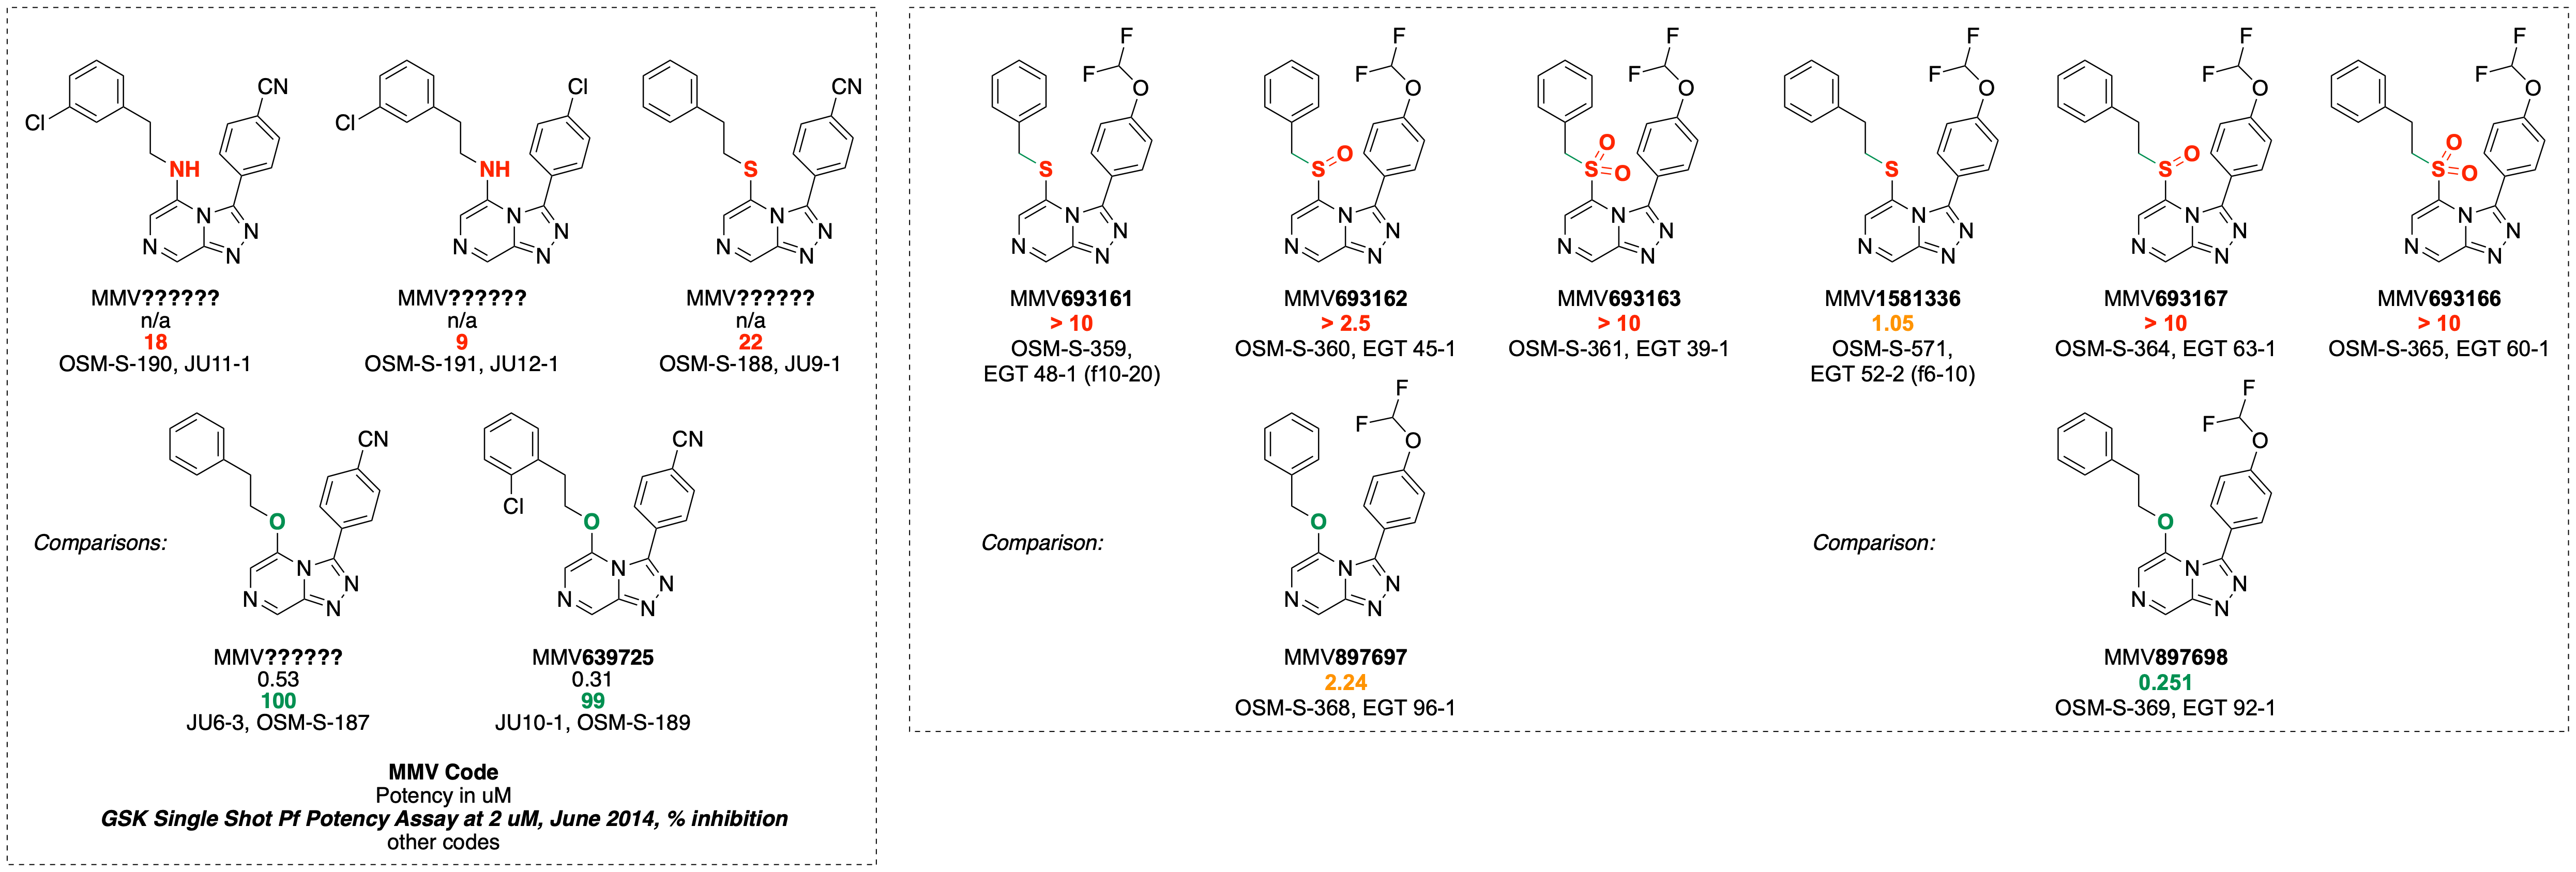 Cl
NH
CN
N
N
N
N
MMV??????
n/a
18
OSM-S-190, JU11-1
Cl
NH
Cl
N
N
N
N
MMV??????
n/a
9
OSM-S-191, JU12-1
S
CN
N
N
N
N
MMV??????
n/a
22
OSM-S-188, JU9-1
Comparisons:
O
CN
N
N
N
N
MMV??????
0.53
100
JU6-3, OSM-S-187
Cl
O
CN
N
N
N
N
MMV639725
0.31
99
JU10-1, OSM-S-189
MMV Code
Potency in uM
GSK Single Shot Pf Potency Assay at 2 uM, June 2014, % inhibition
other codes
F
F
O
S
N
N
N
N
MMV693161
> 10
OSM-S-359,
EGT 48-1 (f10-20)
F
F
O
S
O
N
N
N
N
MMV693162
> 2.5
OSM-S-360, EGT 45-1
F
F
O
O
S
O
N
N
N
N
MMV693163
> 10
OSM-S-361, EGT 39-1
F
F
O
S
N
N
N
N
MMV1581336
1.05
OSM-S-571,
EGT 52-2 (f6-10)
F
F
O
O
S
N
N
N
N
MMV693167
> 10
OSM-S-364, EGT 63-1
F
F
O
O
S
O
N
N
N
N
MMV693166
> 10
OSM-S-365, EGT 60-1
Comparison:
F
F
O
O
N
N
N
N
MMV897697
2.24
OSM-S-368, EGT 96-1
Comparison:
F
F
O
O
N
N
N
N
MMV897698
0.251
OSM-S-369, EGT 92-1